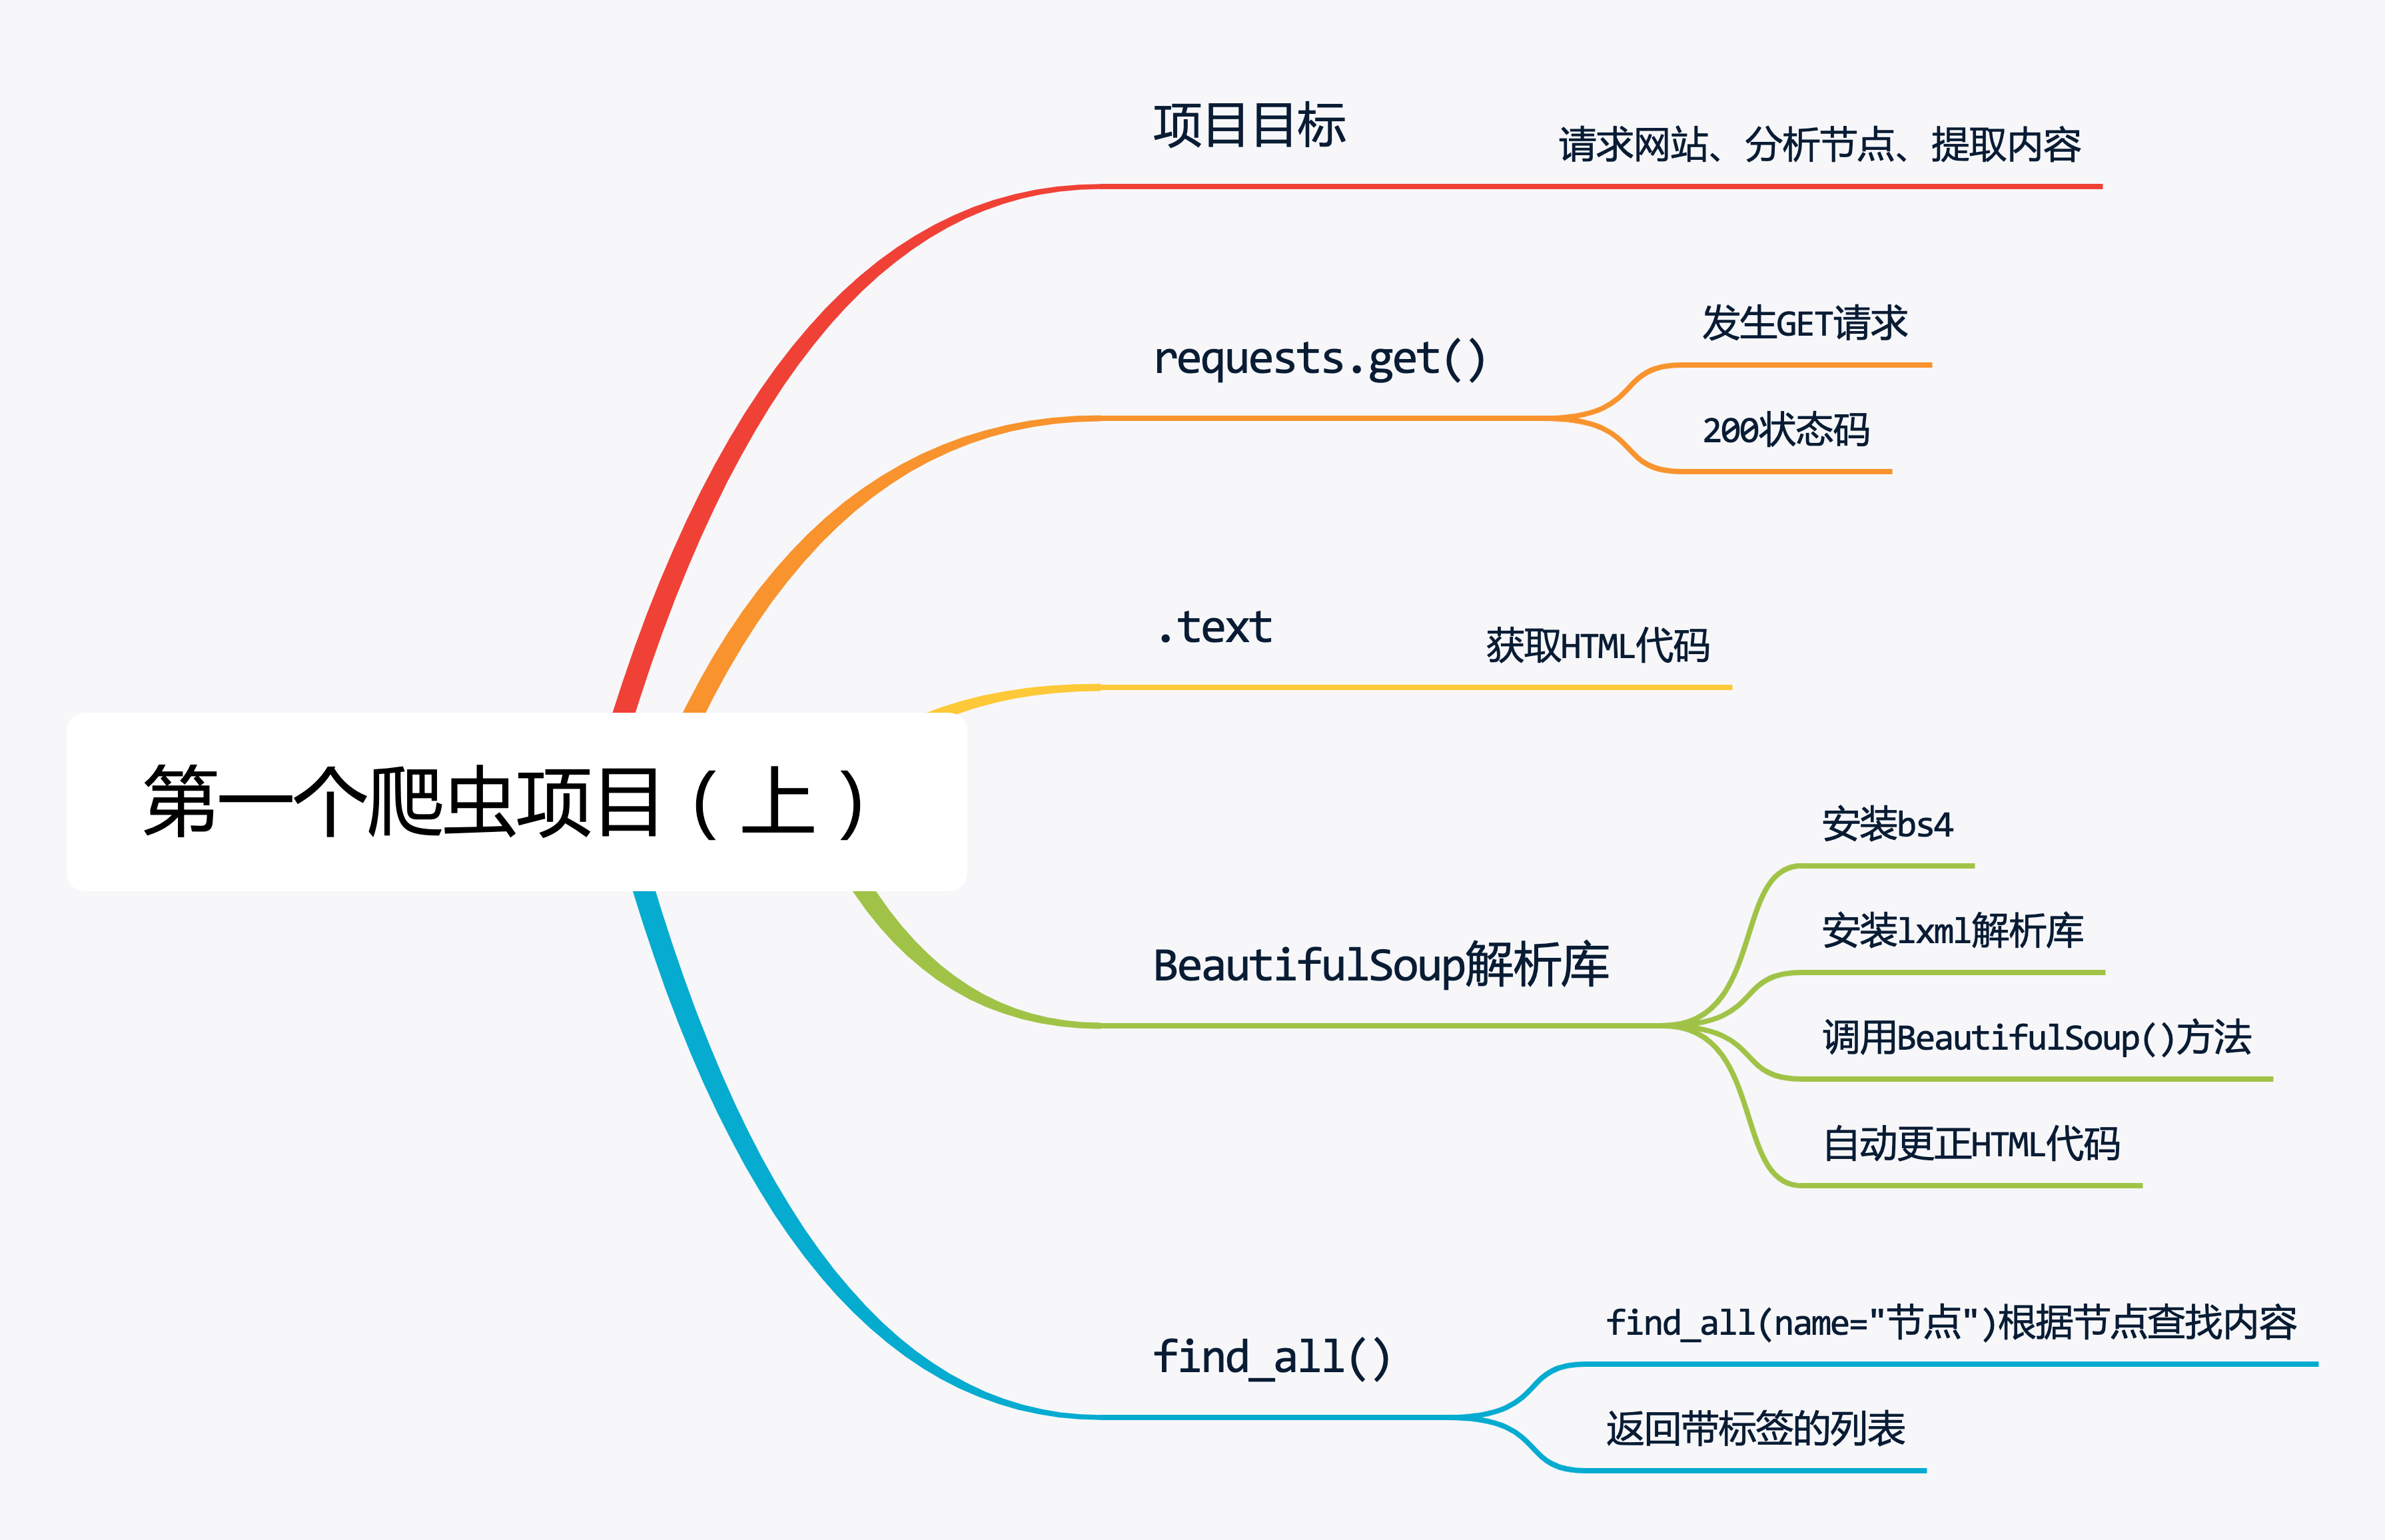 项目目标
请求网站、分析节点、提取内容
requests.get()
发生GET请求
200状态码
.text
获取HTML代码
第一个爬虫项目（上）
BeautifulSoup解析库
安装bs4
安装lxml解析库
调用BeautifulSoup()方法
自动更正HTML代码
find_all()
find_all(name="节点")根据节点查找内容
返回带标签的列表